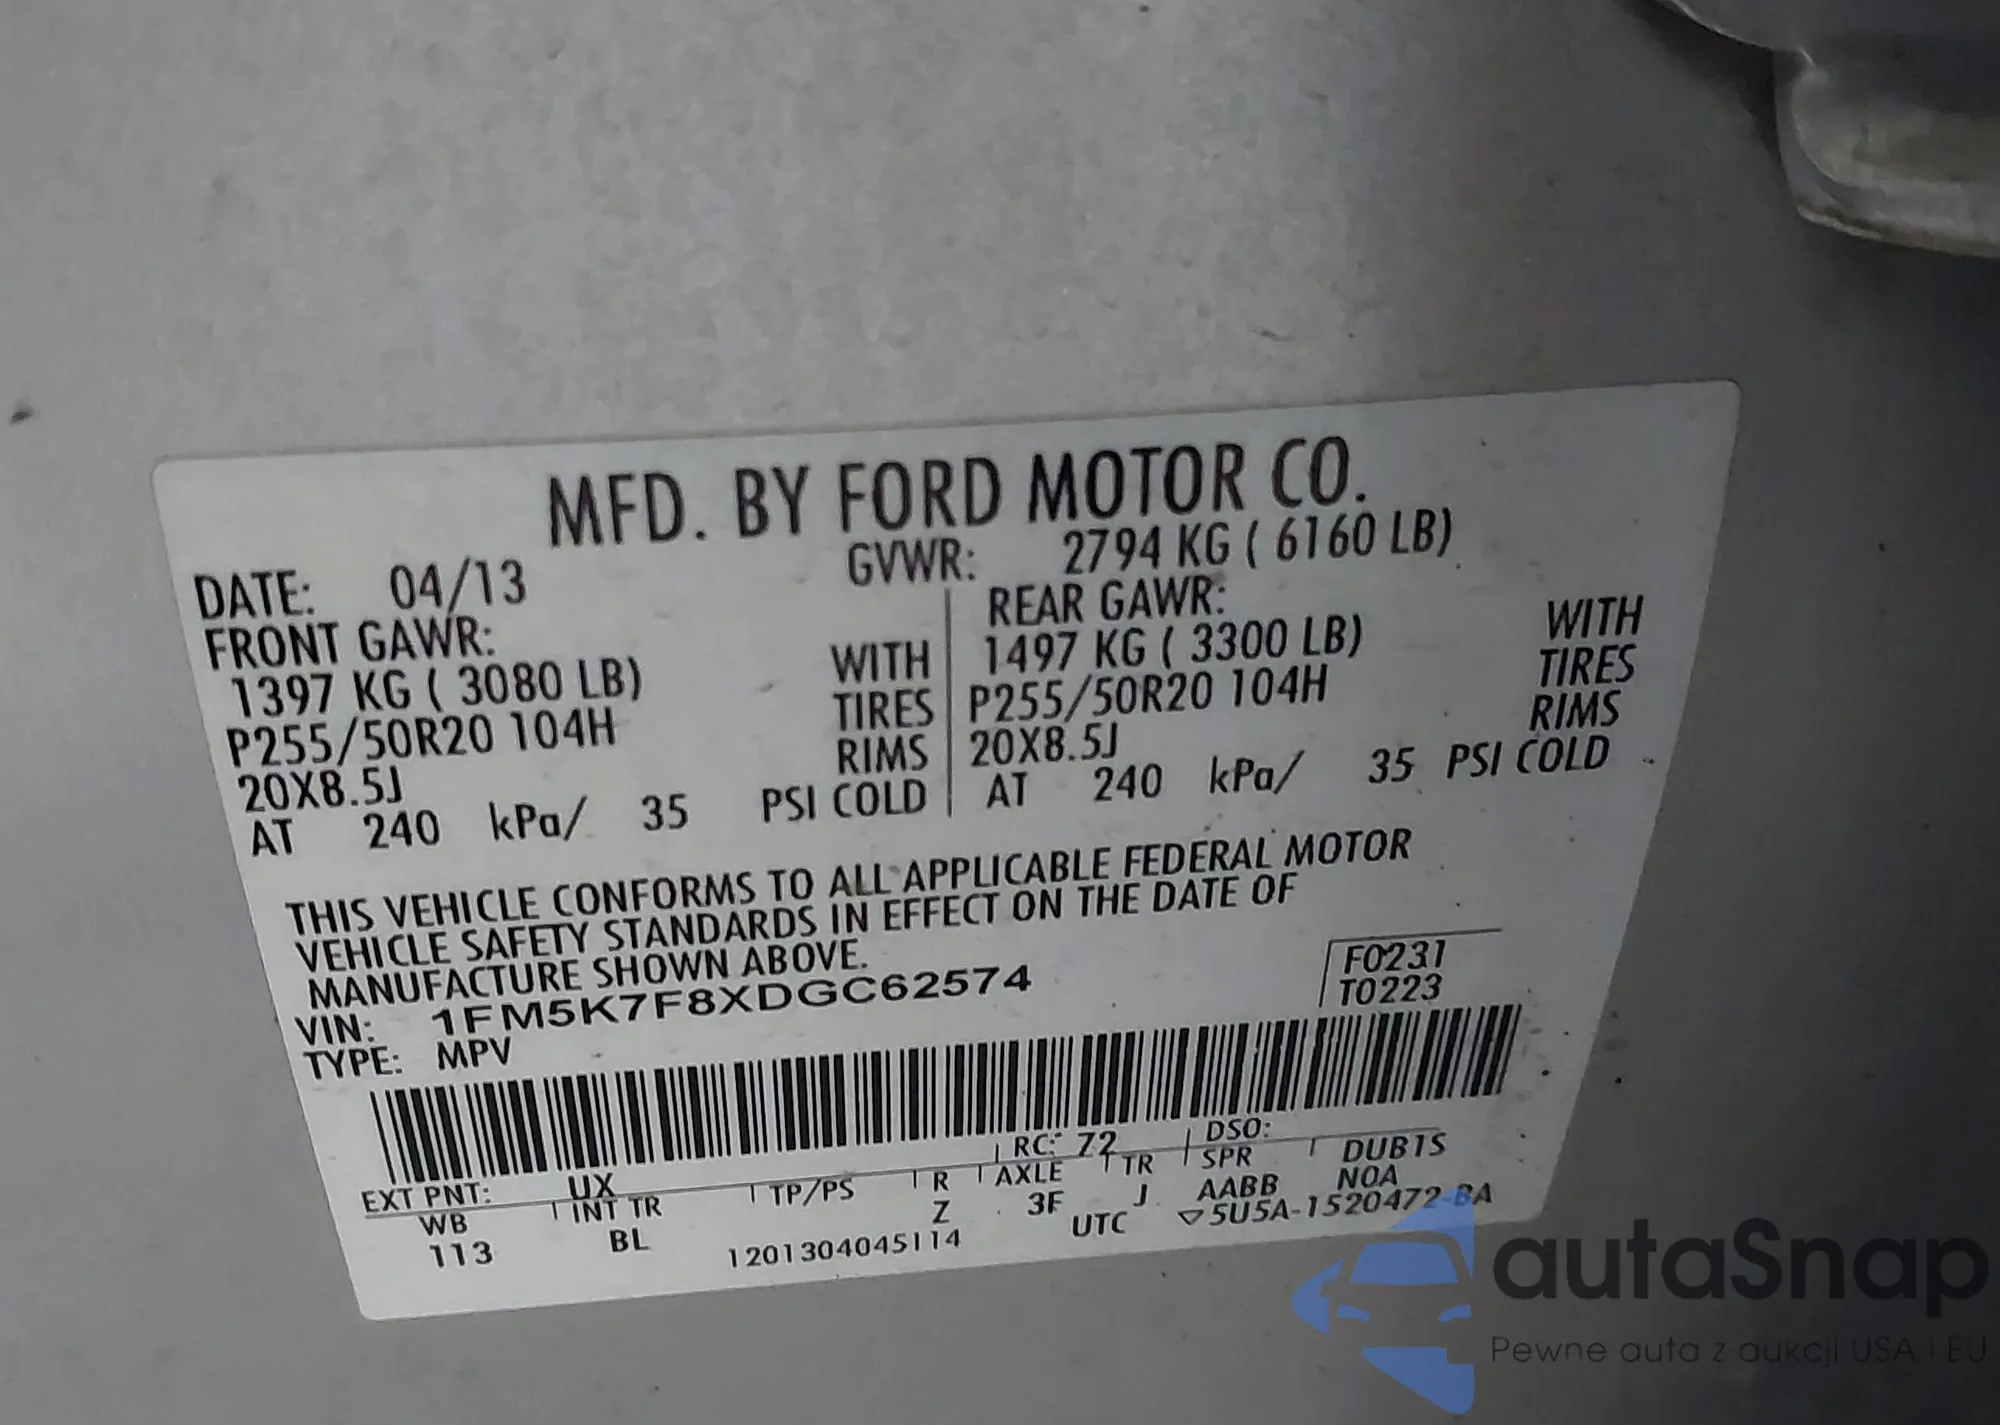 MFD. BY FORD MOTOR CO.
DATE: 04/13 GVWR: 2794 KG ( 6160 LB)
FRONT GAWR: REAR GAWR:
1397 KG ( 3080 LB) WITH 1497 KG ( 3300 LB) WITH
P255/50R20 104H TIRES P255/50R20 104H TIRES
20X8.5J RIMS 20X8.5J RIMS
AT 240 kPa/ 35 PSI COLD AT 240 kPa/ 35 PSI COLD
THIS VEHICLE CONFORMS TO ALL APPLICABLE FEDERAL MOTOR
VEHICLE SAFETY STANDARDS IN EFFECT ON THE DATE OF
MANUFACTURE SHOWN ABOVE.
F0231
VIN: 1FM5K7F8XDGC62574
T0223
TYPE: MPV
EXT PNT: UX RC: 72 DSO:
WB INT TR TP/PS R AXLE TR SPR DUB1S
113 BL Z 3F J AABB NOA
1201304045114 UTC ▽5U5A-1520472-BA
autaSnap
Pewne auta z aukcji USA i EU